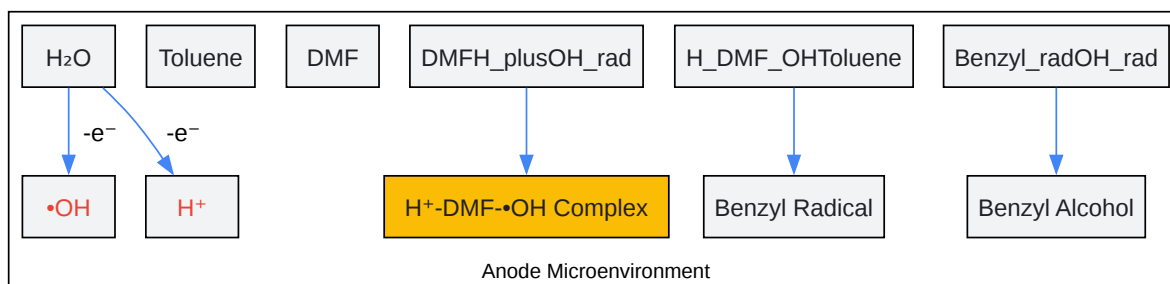 H₂O
Toluene
DMF
DMFH_plusOH_rad
H_DMF_OHToluene
Benzyl_radOH_rad
-e⁻
-e⁻
•OH
H⁺
H⁺-DMF-•OH Complex
Benzyl Radical
Benzyl Alcohol
Anode Microenvironment